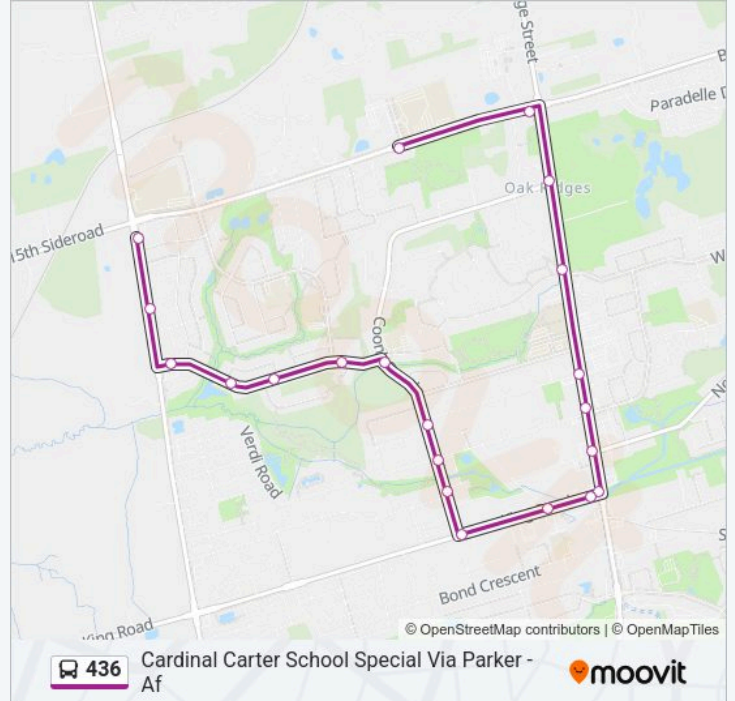 ge Street
B
Paradelle D
Oak Ridges
15th Sideroad
W
Coon
No
Verdi Road
S
Bond Crescent
King Road
© OpenStreetMap contributors | © OpenMapTiles
436
Cardinal Carter School Special Via Parker -
Af
moovit